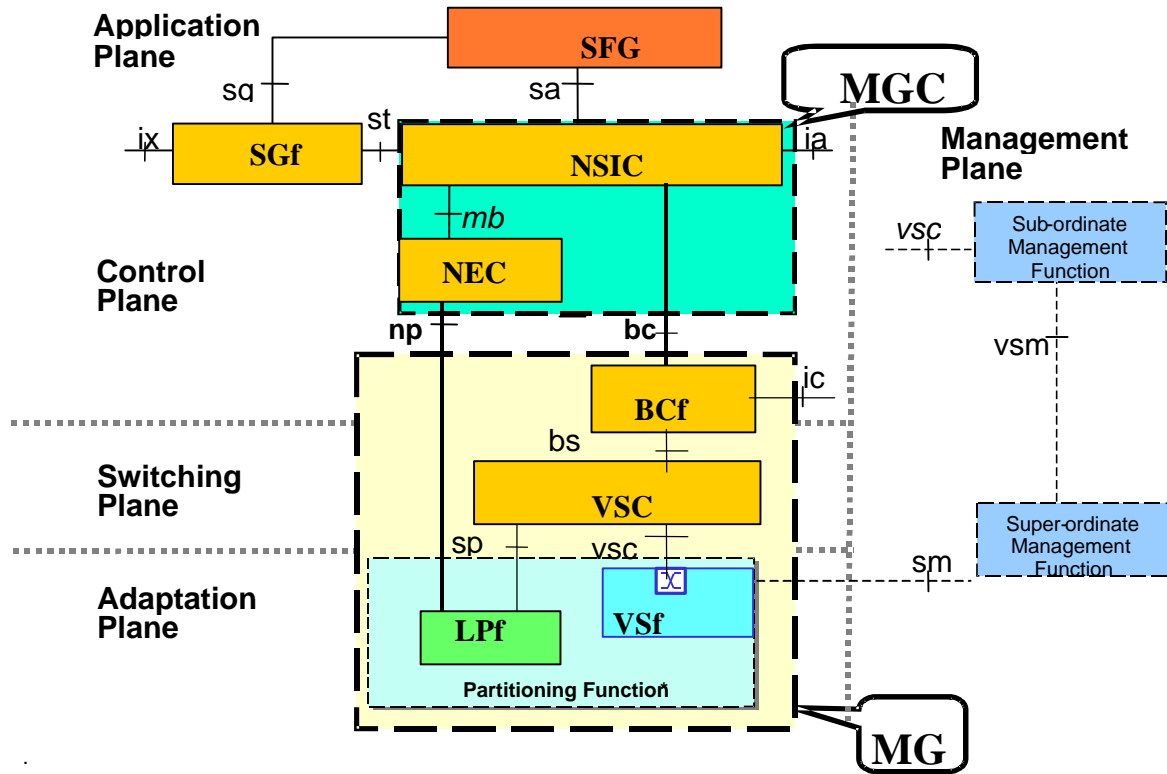 Application
Plane
SFG
MGC
sg
sa
ix
SGf
st
NSIC
ia
Management
Plane
mb
vsc
Sub-ordinate
Management
Function
Control
Plane
NEC
np
bc
vsm
BCf
ic
bs
Switching
Plane
VSC
sp
vsc
Super-ordinate
Management
Function
sm
Adaptation
Plane
LPf
VSf
Partitioning Function*
MG
.